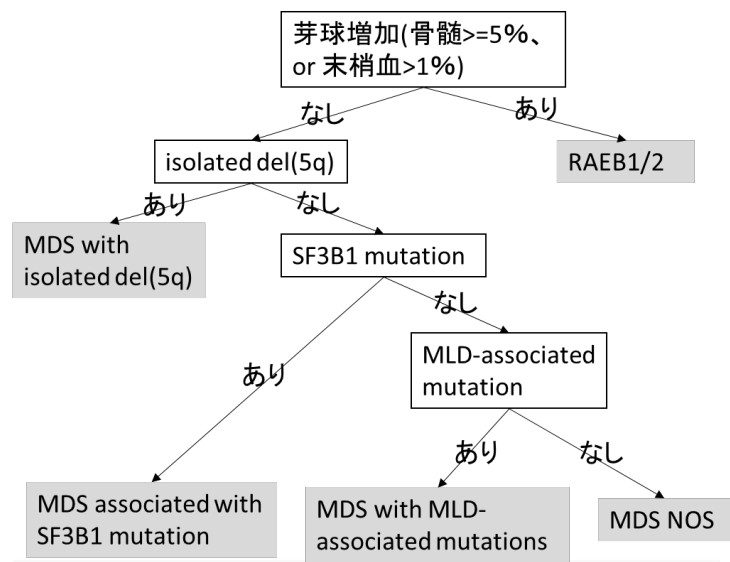 芽球増加(骨髄>=5%、
or 末梢血>1%)
なし
あり
isolated del(5q)
RAEB1/2
あり
なし
MDS with
isolated del(5q)
SF3B1 mutation
なし
あり
MLD-associated
mutation
あり
なし
MDS associated with
SF3B1 mutation
MDS with MLD-
associated mutations
MDS NOS